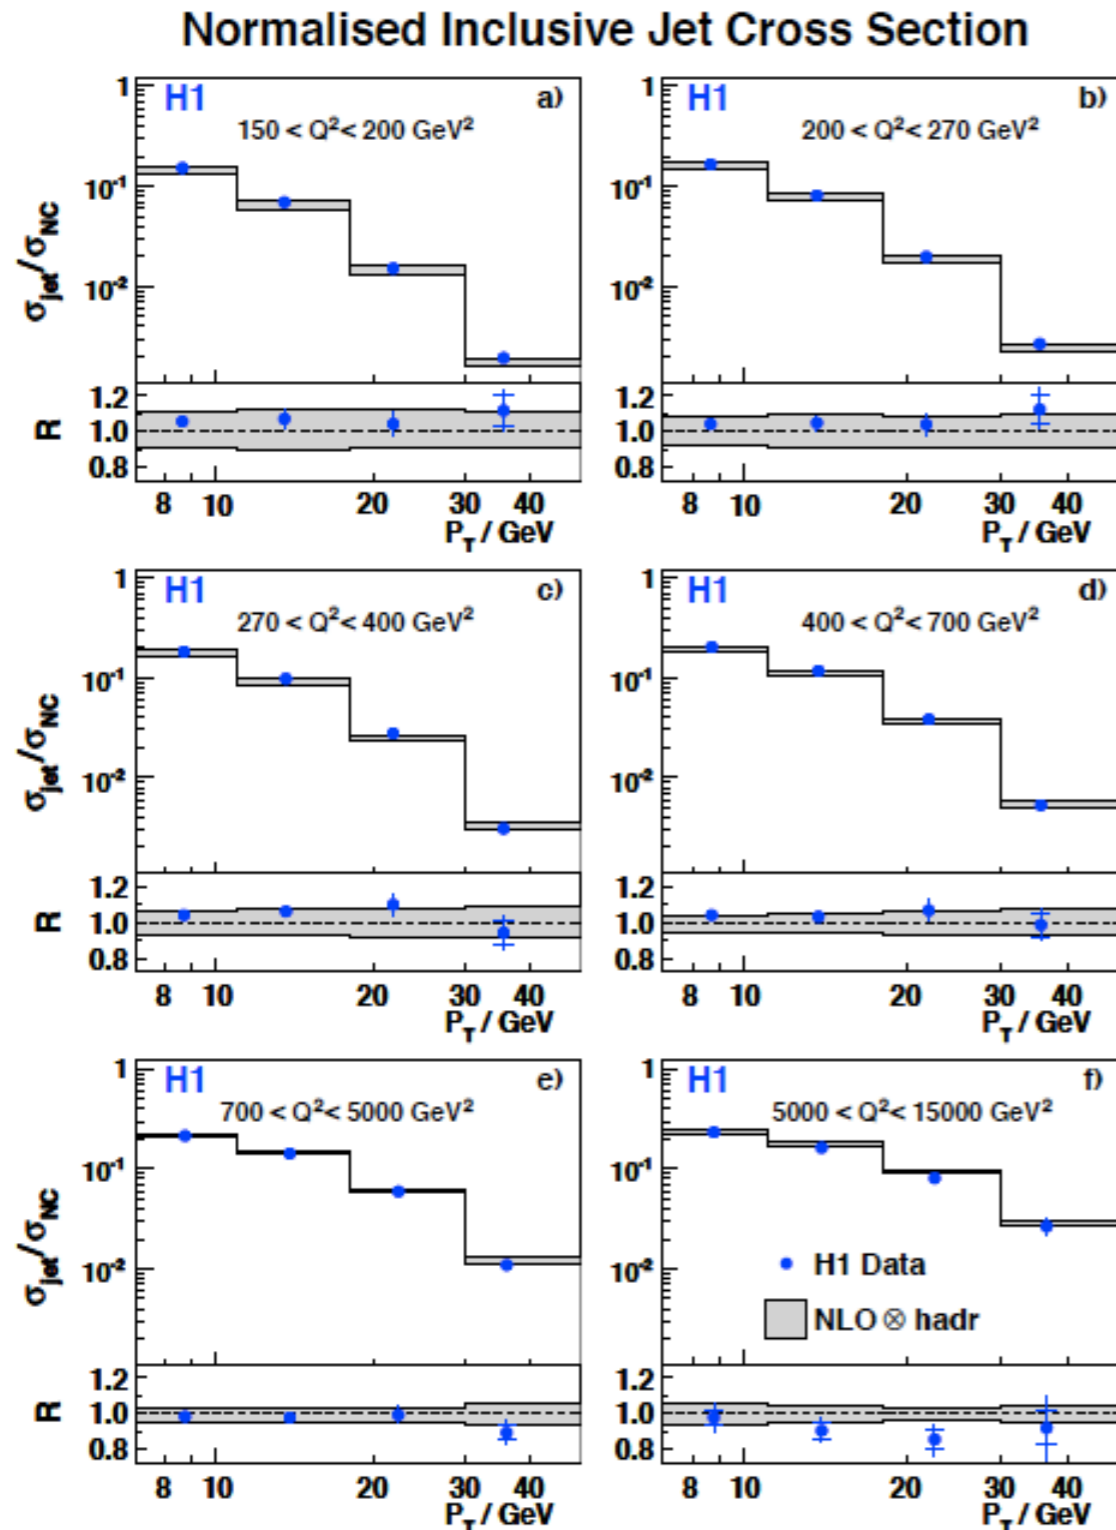 Normalised Inclusive Jet Cross Section
H1 a)
150 < Q² < 200 GeV²
1
10⁻¹
10⁻²
σjet/σNC
1.2
1.0
0.8
R
8 10 20 30 40
P_T / GeV
H1 b)
200 < Q² < 270 GeV²
1
10⁻¹
10⁻²
1.2
1.0
0.8
8 10 20 30 40
P_T / GeV
H1 c)
270 < Q² < 400 GeV²
1
10⁻¹
10⁻²
σjet/σNC
1.2
1.0
0.8
R
8 10 20 30 40
P_T / GeV
H1 d)
400 < Q² < 700 GeV²
1
10⁻¹
10⁻²
1.2
1.0
0.8
8 10 20 30 40
P_T / GeV
H1 e)
700 < Q² < 5000 GeV²
1
10⁻¹
10⁻²
σjet/σNC
1.2
1.0
0.8
R
8 10 20 30 40
P_T / GeV
H1 f)
5000 < Q² < 15000 GeV²
1
10⁻¹
10⁻²
H1 Data
NLO ⊗ hadr
1.2
1.0
0.8
8 10 20 30 40
P_T / GeV